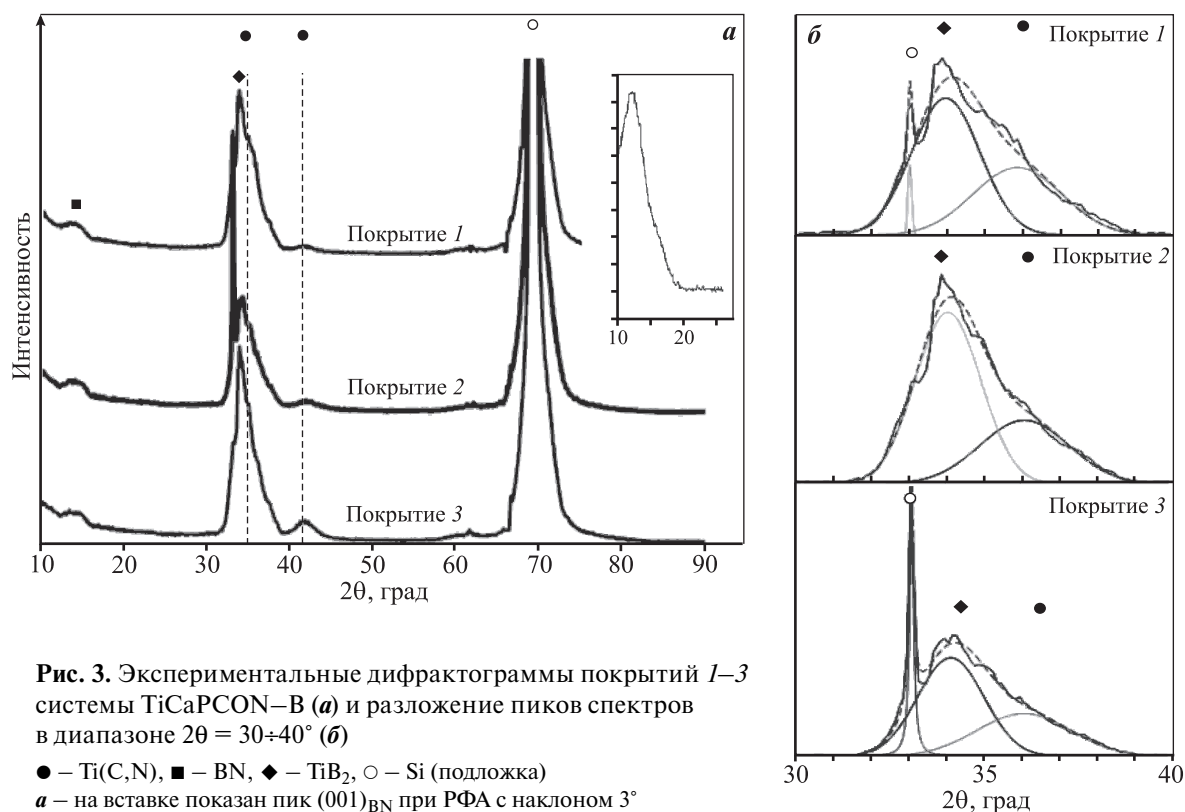 а
Интенсивность
Покрытие 1
Покрытие 2
Покрытие 3
10 20
10 20 30 40 50 60 70 80 90
2θ, град
б
Покрытие 1
Покрытие 2
Покрытие 3
30 35 40
2θ, град
Рис. 3. Экспериментальные дифрактограммы покрытий 1–3
системы TiCaPCON–B (а) и разложение пиков спектров
в диапазоне 2θ = 30÷40° (б)
● – Ti(C,N), ■ – BN, ◆ – TiB₂, ○ – Si (подложка)
а – на вставке показан пик (001)BN при РФА с наклоном 3°